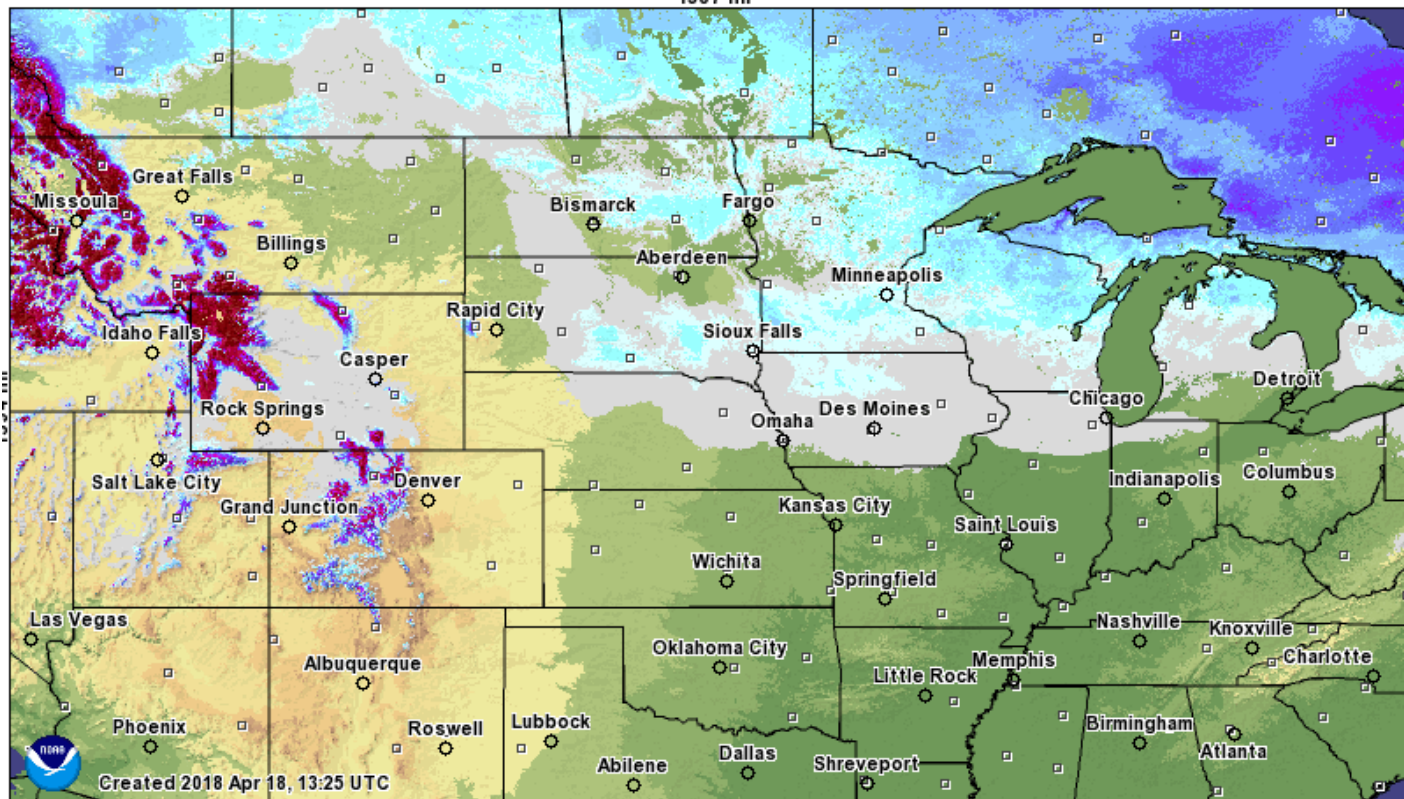 Great Falls
Missoula
Bismarck
Fargo
Billings
Aberdeen
Minneapolis
Rapid City
Idaho Falls
Sioux Falls
Casper
Detroit
Rock Springs
Des Moines
Chicago
Omaha
Salt Lake City
Denver
Indianapolis
Columbus
Grand Junction
Kansas City
Saint Louis
Wichita
Springfield
Las Vegas
Nashville
Knoxville
Albuquerque
Oklahoma City
Memphis
Charlotte
Little Rock
Phoenix
Roswell
Lubbock
Birmingham
Atlanta
NOAA
Dallas
Shreveport
Abilene
Created 2018 Apr 18, 13:25 UTC